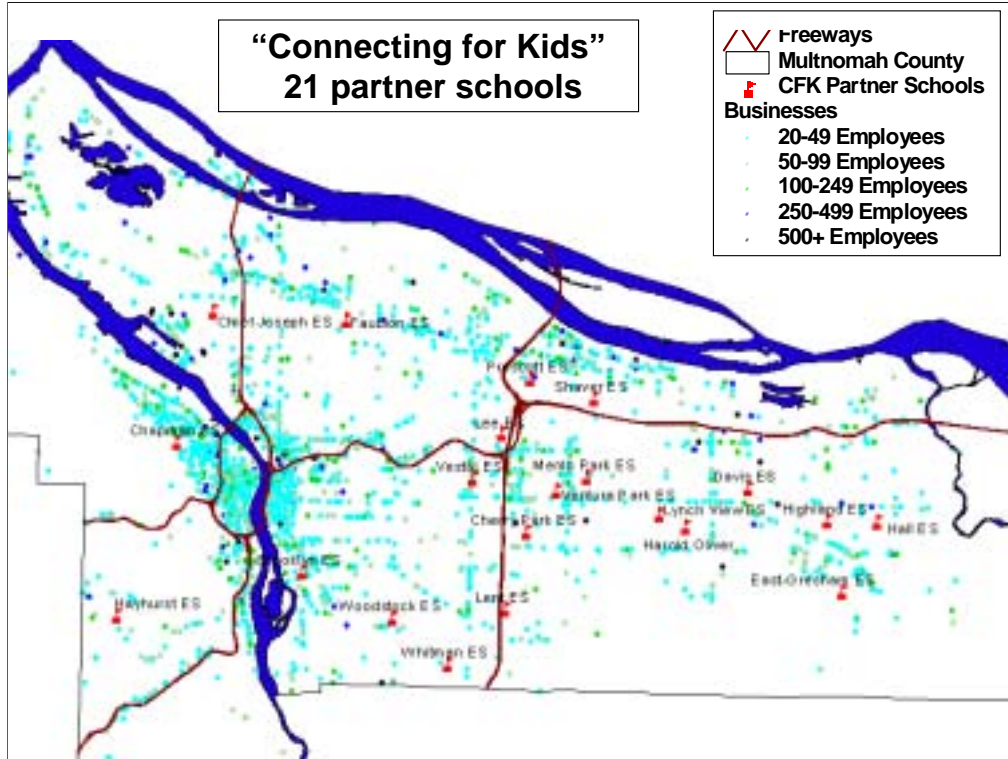 “Connecting for Kids”
21 partner schools
Freeways
Multnomah County
CFK Partner Schools
Businesses
20-49 Employees
50-99 Employees
100-249 Employees
250-499 Employees
500+ Employees
Chief Joseph ES
Faubion ES
ES
Shaver ES
Chapman ES
Lee
Vestal ES
Menlo Park ES
Ventura Park ES
Davis ES
Cherry Park ES
Lynch View ES
Highland ES
Hall ES
Harold Oliver
ES
East Gresham ES
Hayhurst ES
Woodstock ES
Lent ES
Whitman ES